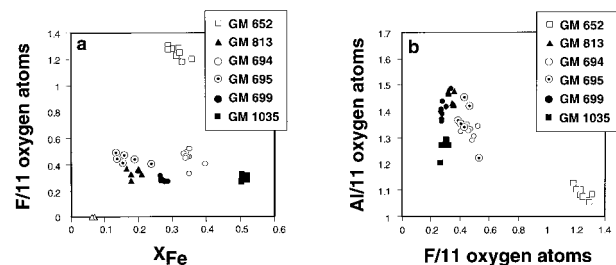 a
F/11 oxygen atoms
1.4
1.2
1
0.8
0.6
0.4
0.2
0
0 0.1 0.2 0.3 0.4 0.5 0.6
XFe
GM 652
GM 813
GM 694
GM 695
GM 699
GM 1035
b
Al/11 oxygen atoms
1.7
1.6
1.5
1.4
1.3
1.2
1.1
1
0 0.2 0.4 0.6 0.8 1 1.2 1.4
F/11 oxygen atoms
GM 652
GM 813
GM 694
GM 695
GM 699
GM 1035